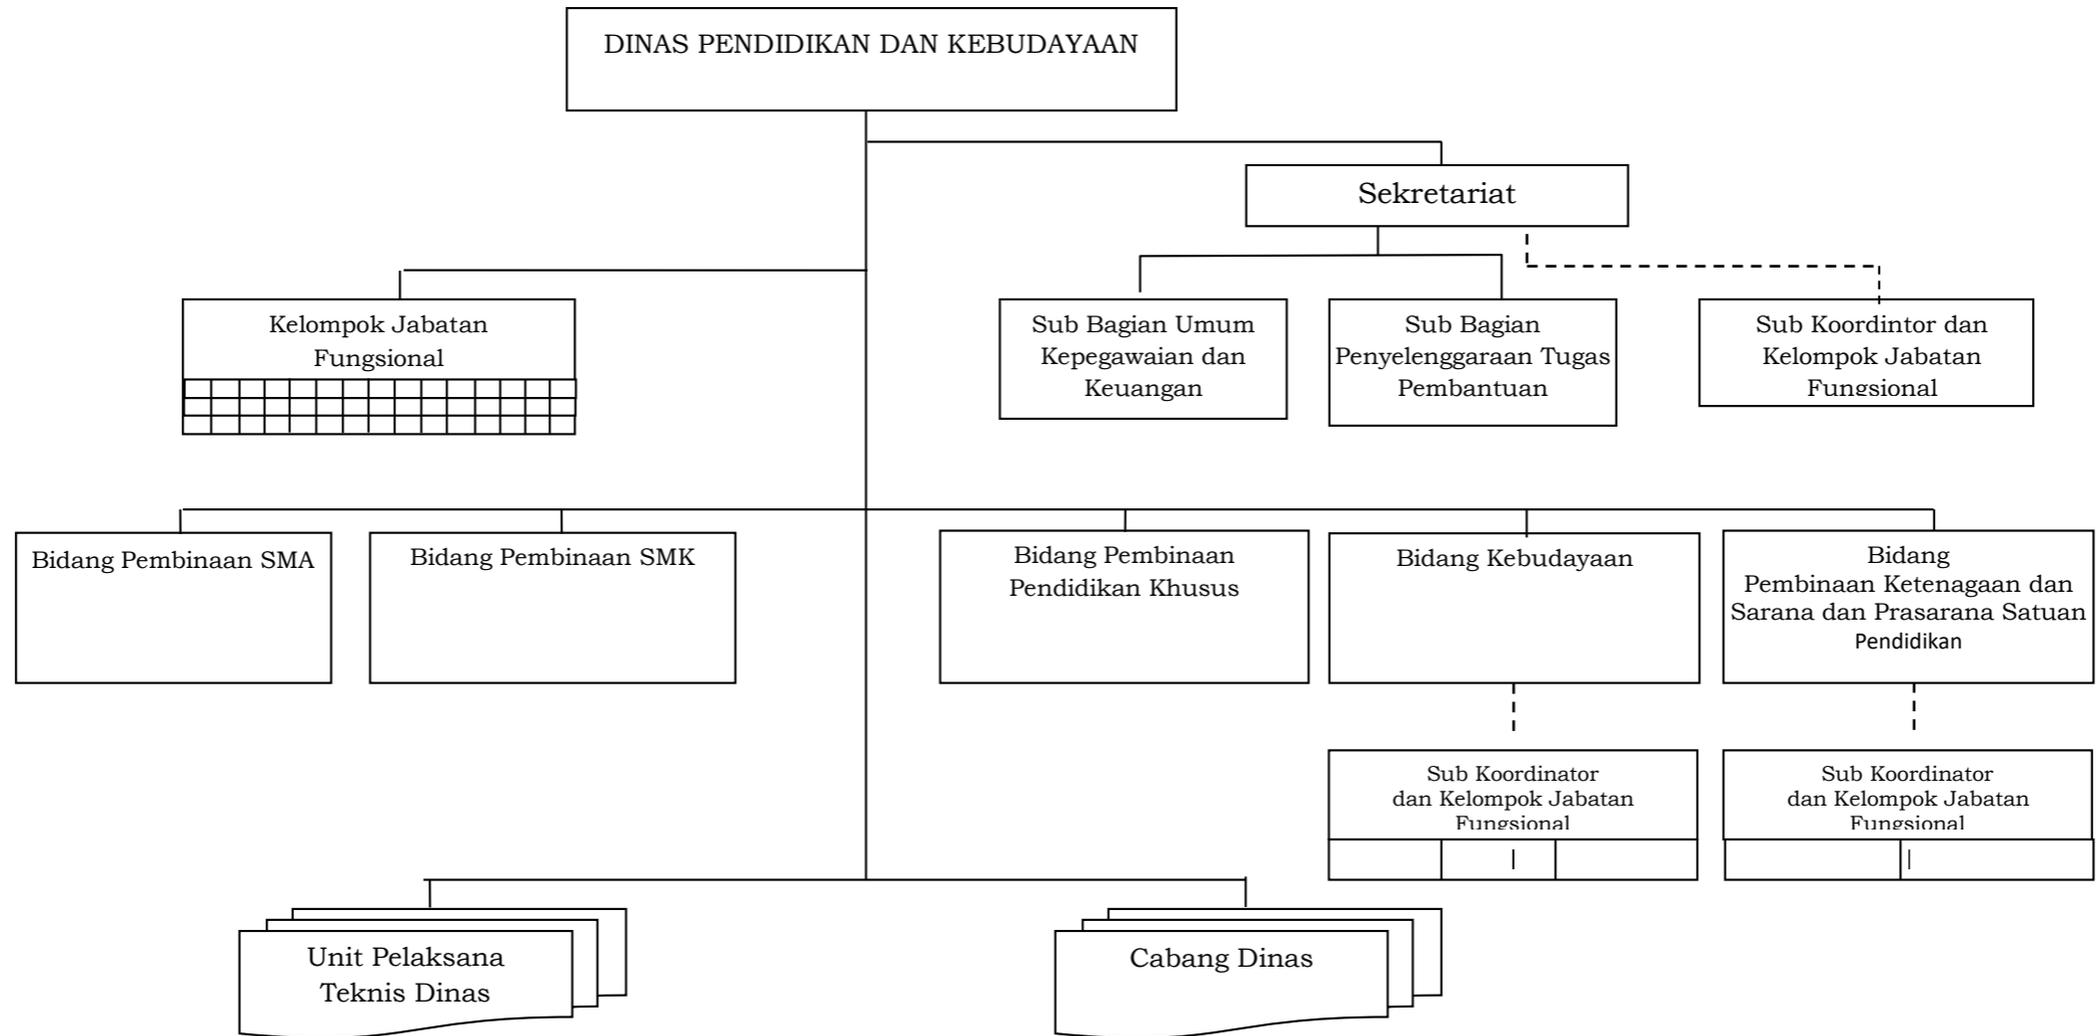 DINAS PENDIDIKAN DAN KEBUDAYAAN
Sekretariat
Kelompok Jabatan
Fungsional
Sub Bagian Umum
Kepegawaian dan
Keuangan
Sub Bagian
Penyelenggaraan Tugas
Pembantuan
Sub Koordintor dan
Kelompok Jabatan
Fungsional
Bidang Pembinaan SMA
Bidang Pembinaan SMK
Bidang Pembinaan
Pendidikan Khusus
Bidang Kebudayaan
Bidang
Pembinaan Ketenagaan dan
Sarana dan Prasarana Satuan
Pendidikan
Sub Koordinator
dan Kelompok Jabatan
Fungsional
Sub Koordinator
dan Kelompok Jabatan
Fungsional
Unit Pelaksana
Teknis Dinas
Cabang Dinas